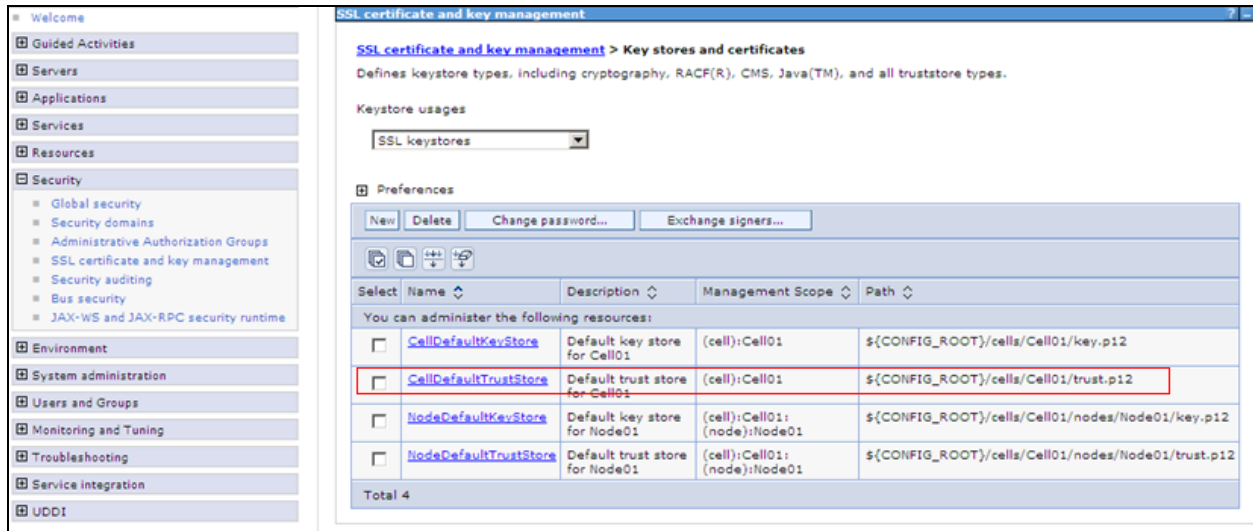 Welcome
Guided Activities
Servers
Applications
Services
Resources
Security
Global security
Security domains
Administrative Authorization Groups
SSL certificate and key management
Security auditing
Bus security
JAX-WS and JAX-RPC security runtime
Environment
System administration
Users and Groups
Monitoring and Tuning
Troubleshooting
Service integration
UDDI
SSL certificate and key management ? -
SSL certificate and key management > Key stores and certificates
Defines keystore types, including cryptography, RACF(R), CMS, Java(TM), and all truststore types.
Keystore usages
SSL keystores
Preferences
New Delete Change password... Exchange signers...
Select Name Description Management Scope Path
You can administer the following resources:
CellDefaultKeyStore Default key store (cell):Cell01 ${CONFIG_ROOT}/cells/Cell01/key.p12
for Cell01
CellDefaultTrustStore Default trust store (cell):Cell01 ${CONFIG_ROOT}/cells/Cell01/trust.p12
for Cell01
NodeDefaultKeyStore Default key store (cell):Cell01: ${CONFIG_ROOT}/cells/Cell01/nodes/Node01/key.p12
for Node01 (node):Node01
NodeDefaultTrustStore Default trust store (cell):Cell01: ${CONFIG_ROOT}/cells/Cell01/nodes/Node01/trust.p12
for Node01 (node):Node01
Total 4